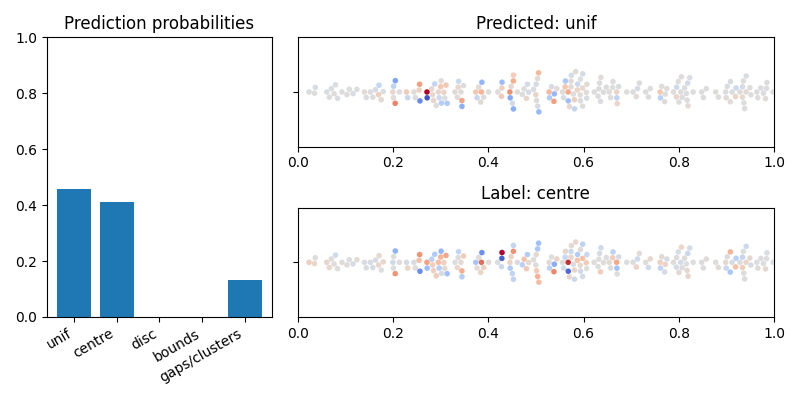 Prediction probabilities
1.0
0.8
0.6
0.4
0.2
0.0
unif
centre
disc
bounds
gaps/clusters
Predicted: unif
0.0 0.2 0.4 0.6 0.8 1.0
Label: centre
0.0 0.2 0.4 0.6 0.8 1.0